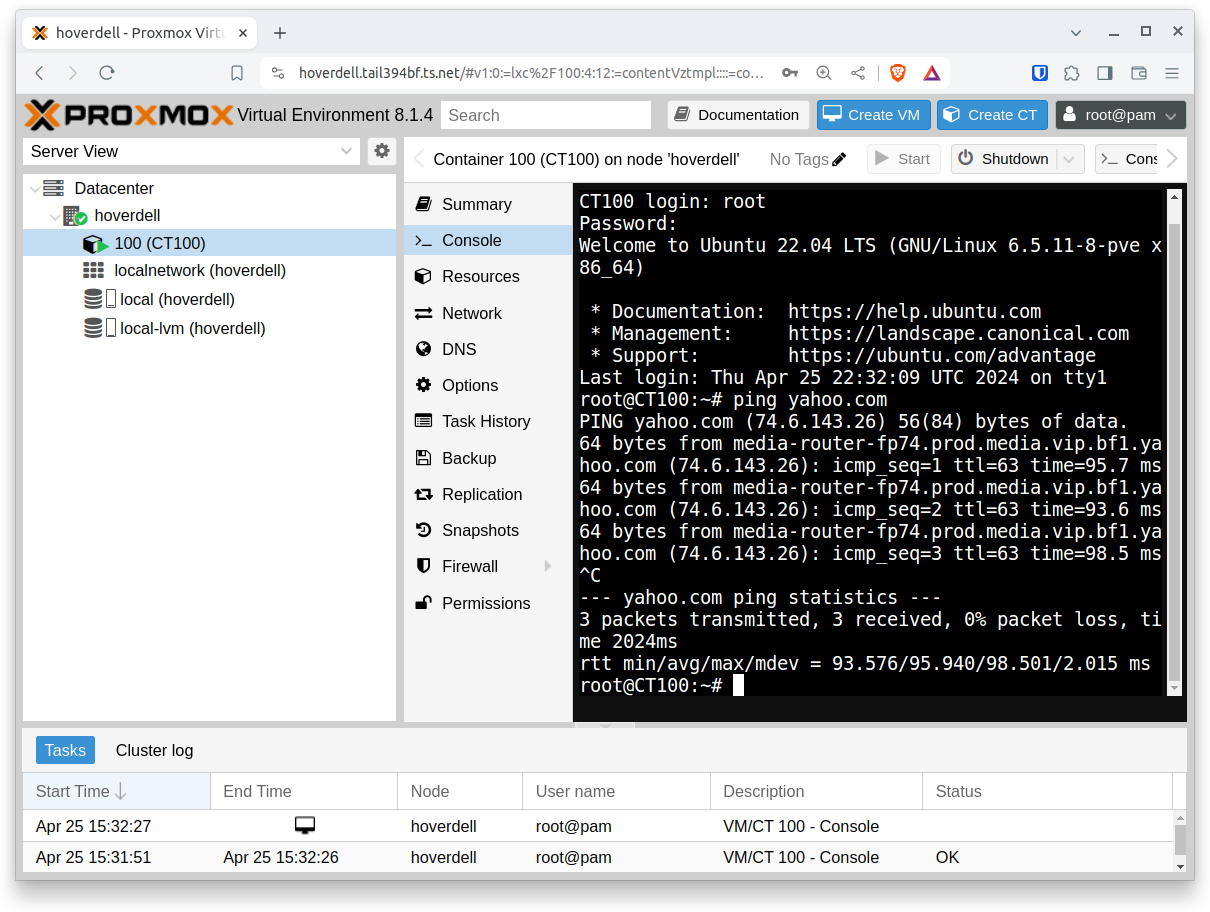 hoverdell - Proxmox Virtu
hoverdell.tail394bf.ts.net/#v1:0:=lxc%2F100:4:12:=contentVztmpl::::=co...
PROXMOX Virtual Environment 8.1.4 Search Documentation Create VM Create CT root@pam
Server View
Container 100 (CT100) on node 'hoverdell' No Tags Start Shutdown Cons
Datacenter
hoverdell
100 (CT100)
localnetwork (hoverdell)
local (hoverdell)
local-lvm (hoverdell)
Summary
Console
Resources
Network
DNS
Options
Task History
Backup
Replication
Snapshots
Firewall
Permissions
CT100 login: root
Password:
Welcome to Ubuntu 22.04 LTS (GNU/Linux 6.5.11-8-pve x
86_64)
* Documentation: https://help.ubuntu.com
* Management: https://landscape.canonical.com
* Support: https://ubuntu.com/advantage
Last login: Thu Apr 25 22:32:09 UTC 2024 on tty1
root@CT100:~# ping yahoo.com
PING yahoo.com (74.6.143.26) 56(84) bytes of data.
64 bytes from media-router-fp74.prod.media.vip.bf1.ya
hoo.com (74.6.143.26): icmp_seq=1 ttl=63 time=95.7 ms
64 bytes from media-router-fp74.prod.media.vip.bf1.ya
hoo.com (74.6.143.26): icmp_seq=2 ttl=63 time=93.6 ms
64 bytes from media-router-fp74.prod.media.vip.bf1.ya
hoo.com (74.6.143.26): icmp_seq=3 ttl=63 time=98.5 ms
^C
--- yahoo.com ping statistics ---
3 packets transmitted, 3 received, 0% packet loss, ti
me 2024ms
rtt min/avg/max/mdev = 93.576/95.940/98.501/2.015 ms
root@CT100:~#
Tasks Cluster log
Start Time End Time Node User name Description Status
Apr 25 15:32:27 hoverdell root@pam VM/CT 100 - Console
Apr 25 15:31:51 Apr 25 15:32:26 hoverdell root@pam VM/CT 100 - Console OK